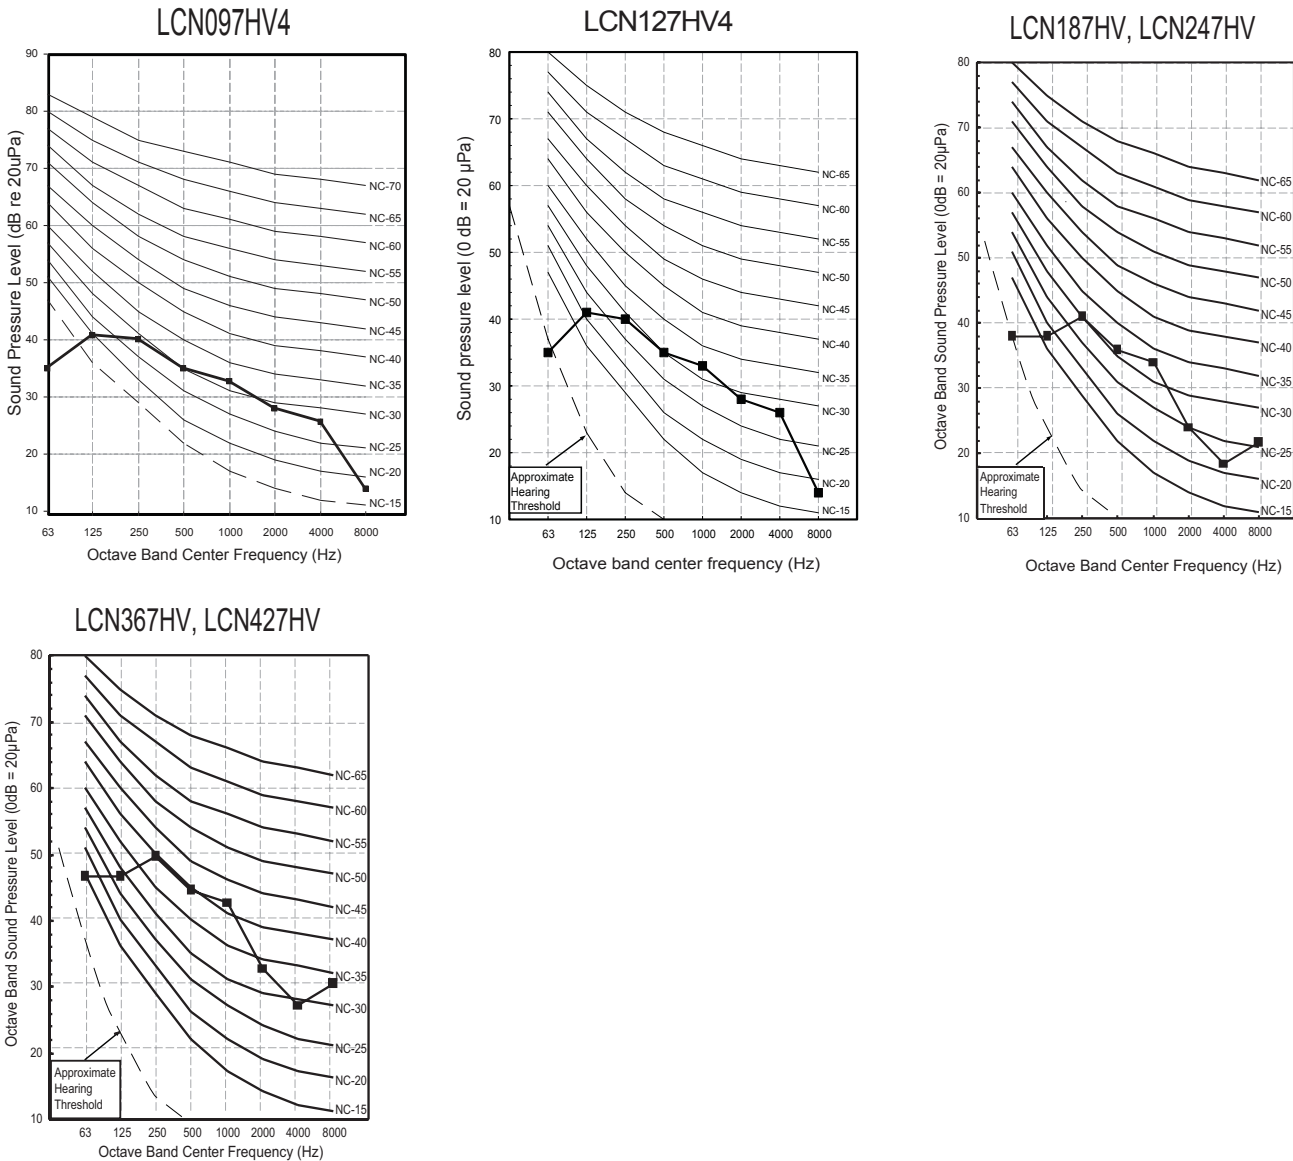 LCN097HV4
Sound Pressure Level (dB re 20uPa)
90
80
70
60
50
40
30
20
10
NC-70
NC-65
NC-60
NC-55
NC-50
NC-45
NC-40
NC-35
NC-30
NC-25
NC-20
NC-15
63 125 250 500 1000 2000 4000 8000
Octave Band Center Frequency (Hz)
LCN127HV4
Sound pressure level (0 dB = 20 µPa)
80
70
60
50
40
30
20
10
NC-65
NC-60
NC-55
NC-50
NC-45
NC-40
NC-35
NC-30
NC-25
NC-20
NC-15
Approximate
Hearing
Threshold
63 125 250 500 1000 2000 4000 8000
Octave band center frequency (Hz)
LCN187HV, LCN247HV
Octave Band Sound Pressure Level (0dB = 20µPa)
80
70
60
50
40
30
20
10
NC-65
NC-60
NC-55
NC-50
NC-45
NC-40
NC-35
NC-30
NC-25
NC-20
NC-15
Approximate
Hearing
Threshold
63 125 250 500 1000 2000 4000 8000
Octave Band Center Frequency (Hz)
LCN367HV, LCN427HV
Octave Band Sound Pressure Level (0dB = 20µPa)
80
70
60
50
40
30
20
10
NC-65
NC-60
NC-55
NC-50
NC-45
NC-40
NC-35
NC-30
NC-25
NC-20
NC-15
Approximate
Hearing
Threshold
63 125 250 500 1000 2000 4000 8000
Octave Band Center Frequency (Hz)